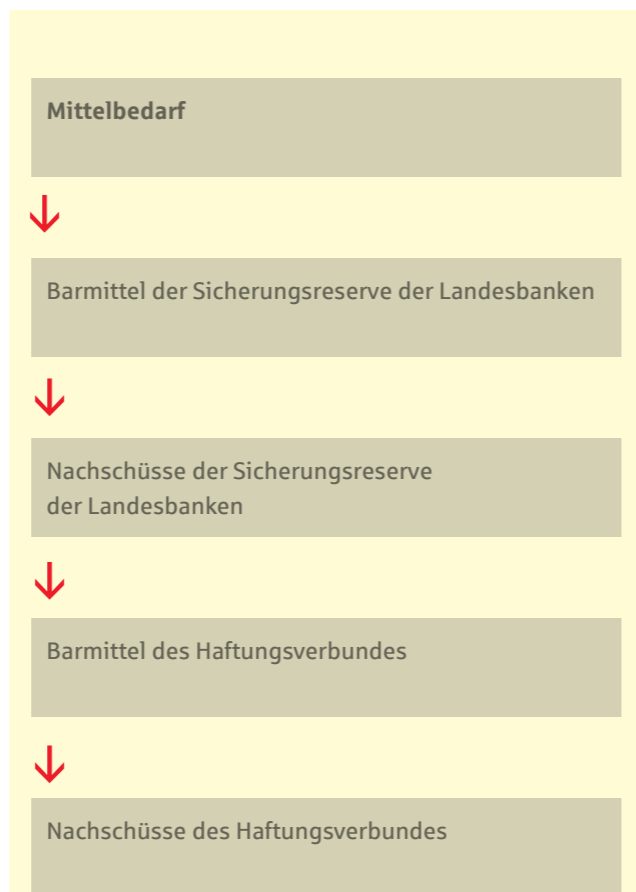 Mittelbedarf
Barmittel der Sicherungsreserve der Landesbanken
Nachschüsse der Sicherungsreserve
der Landesbanken
Barmittel des Haftungsverbundes
Nachschüsse des Haftungsverbundes